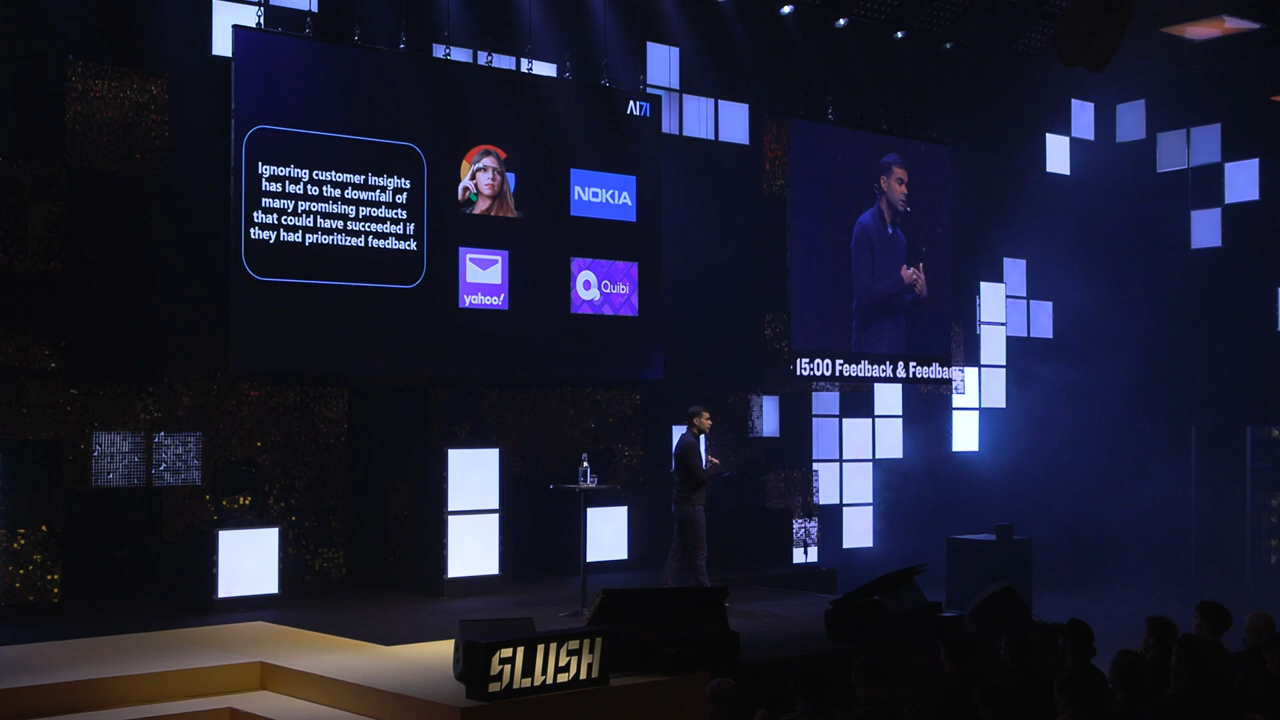 AI71
Ignoring customer insights
has led to the downfall of
many promising products
that could have succeeded if
they had prioritized feedback
NOKIA
yahoo!
Quibi
15:00 Feedback & Feedbac
SLUSH